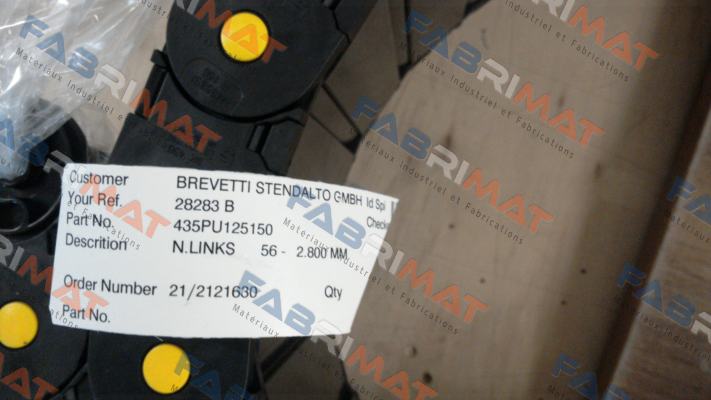 Customer BREVETTI STENDALTO GMBH Id Spi
Your Ref. 28283 B Check
Part No. 435PU125150
Descrition N.LINKS 56 - 2.800 MM
Order Number 21/2121630 Qty
Part No.
FABRIMAT
Matériaux Industriel et Fabrications